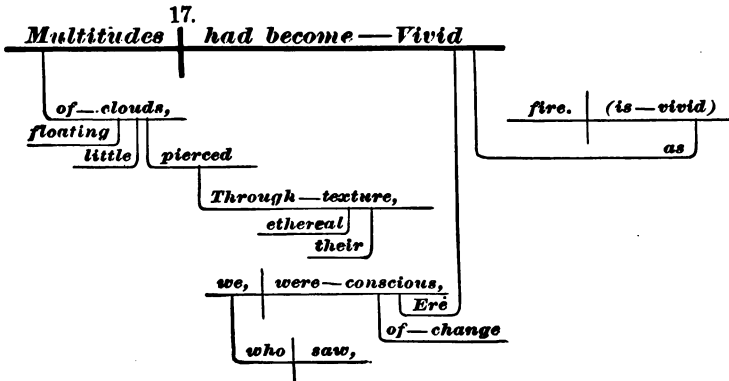 17.
Multitudes had become — Vivid
of — clouds, fire. (is — vivid)
floating
little pierced as
Through — texture,
ethereal
their
we, were — conscious,
Ere
of — change
who saw,